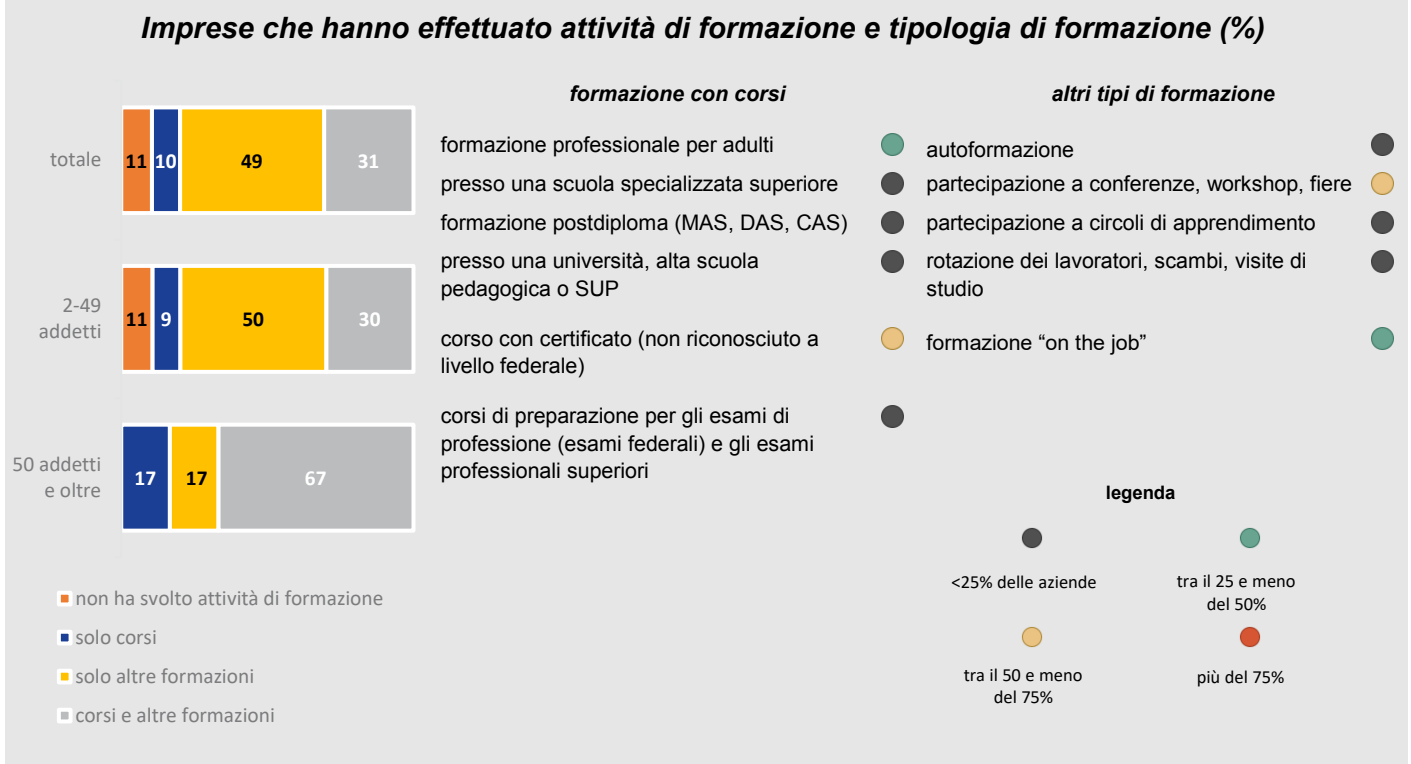 Imprese che hanno effettuato attività di formazione e tipologia di formazione (%)
totale
11 10 49 31
2-49
addetti
11 9 50 30
50 addetti
e oltre
17 17 67
non ha svolto attività di formazione
solo corsi
solo altre formazioni
corsi e altre formazioni
formazione con corsi
formazione professionale per adulti
presso una scuola specializzata superiore
formazione postdiploma (MAS, DAS, CAS)
presso una università, alta scuola
pedagogica o SUP
corso con certificato (non riconosciuto a
livello federale)
corsi di preparazione per gli esami di
professione (esami federali) e gli esami
professionali superiori
altri tipi di formazione
autoformazione
partecipazione a conferenze, workshop, fiere
partecipazione a circoli di apprendimento
rotazione dei lavoratori, scambi, visite di
studio
formazione “on the job”
legenda
<25% delle aziende
tra il 25 e meno
del 50%
tra il 50 e meno
del 75%
più del 75%